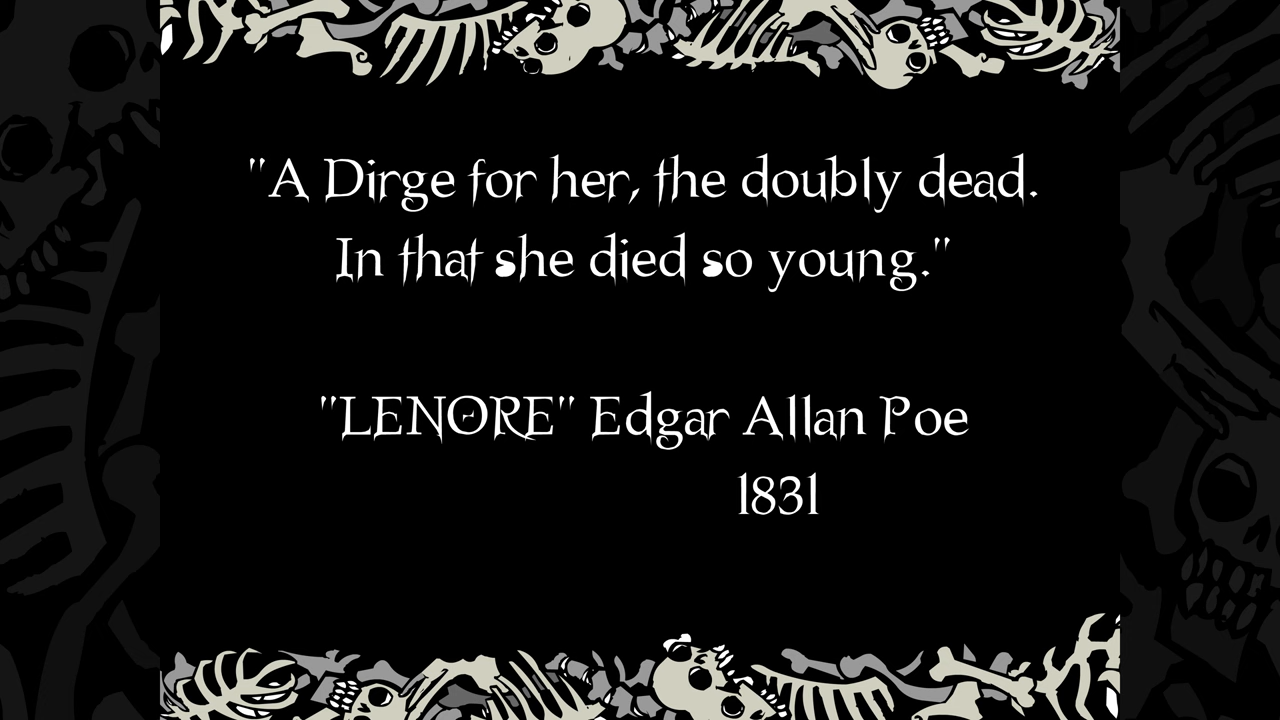 "A Dirge for her, the doubly dead.
In that she died so young."
"LENORE" Edgar Allan Poe
1831